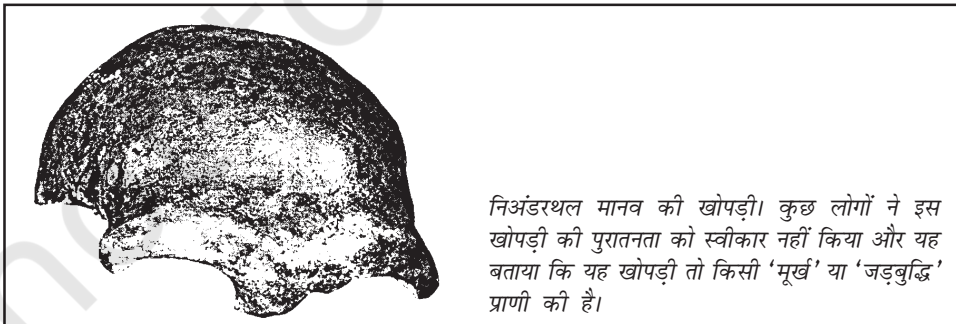 निअंडरथल मानव की खोपड़ी। कुछ लोगों ने इस
खोपड़ी की पुरातनता को स्वीकार नहीं किया और यह
बताया कि यह खोपड़ी तो किसी ‘मूर्ख’ या ‘जड़बुद्धि’
प्राणी की है।